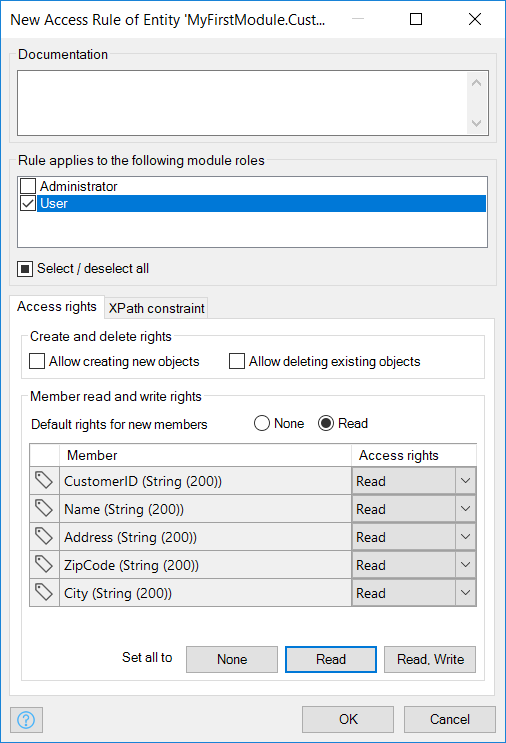 New Access Rule of Entity 'MyFirstModule.Cust...
Documentation
Rule applies to the following module roles
Administrator
User
Select / deselect all
Access rights XPath constraint
Create and delete rights
Allow creating new objects Allow deleting existing objects
Member read and write rights
Default rights for new members None Read
Member Access rights
CustomerID (String (200)) Read
Name (String (200)) Read
Address (String (200)) Read
ZipCode (String (200)) Read
City (String (200)) Read
Set all to None Read Read, Write
? OK Cancel